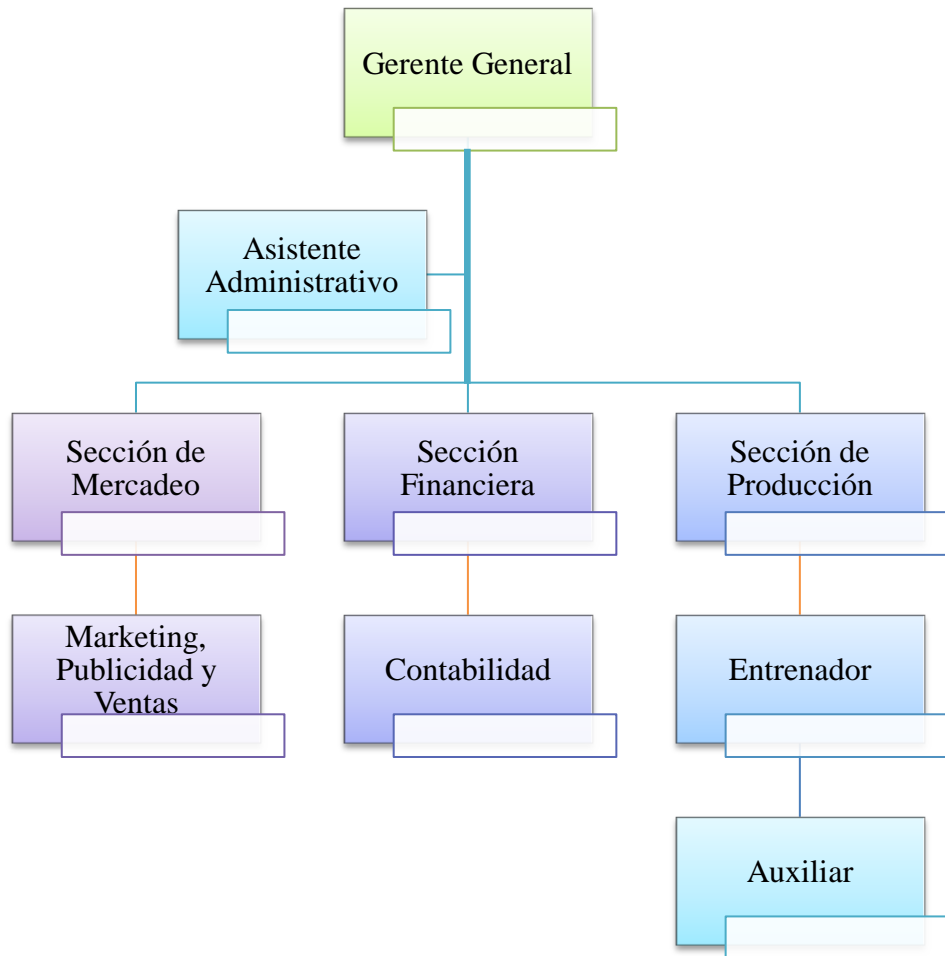 Gerente General
Asistente
Administrativo
Sección de
Mercadeo
Sección
Financiera
Sección de
Producción
Marketing,
Publicidad y
Ventas
Contabilidad
Entrenador
Auxiliar